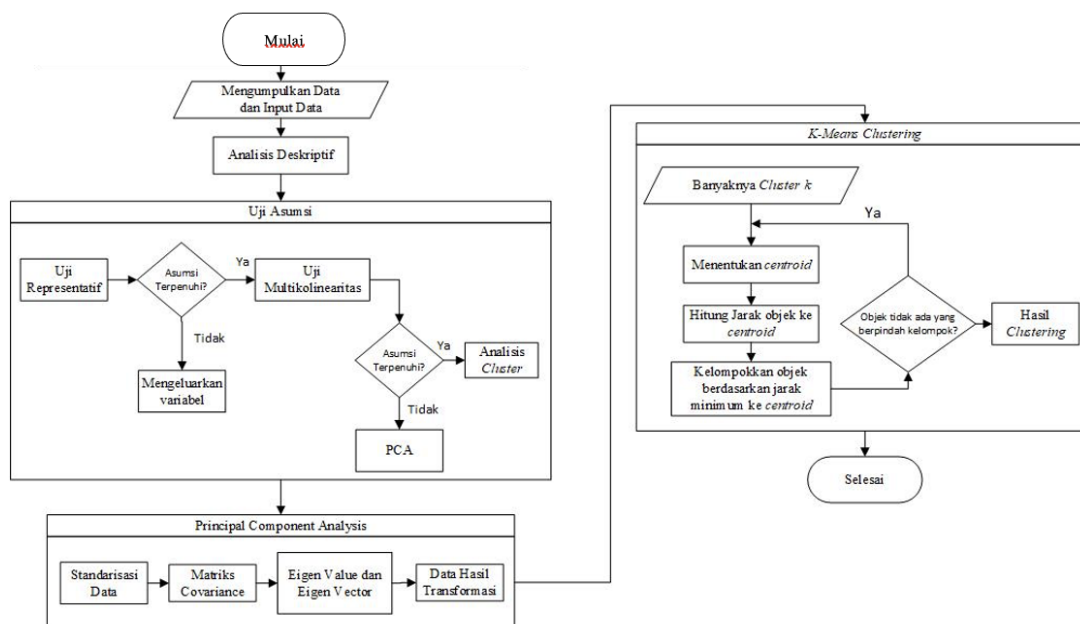 Mulai
Mengumpulkan Data
dan Input Data
Analisis Deskriptif
Uji Asumsi
Uji
Representatif
Asumsi
Terpenuhi?
Ya
Uji
Multikolinearitas
Tidak
Mengeluarkan
variabel
Asumsi
Terpenuhi?
Ya
Analisis
Cluster
Tidak
PCA
Principal Component Analysis
Standarisasi
Data
Matriks
Covariance
Eigen Value dan
Eigen Vector
Data Hasil
Transformasi
K-Means Clustering
Banyaknya Cluster k
Ya
Menentukan centroid
Hitung Jarak objek ke
centroid
Kelompokkan objek
berdasarkan jarak
minimum ke centroid
Objek tidak ada yang
berpindah kelompok?
Hasil
Clustering
Selesai